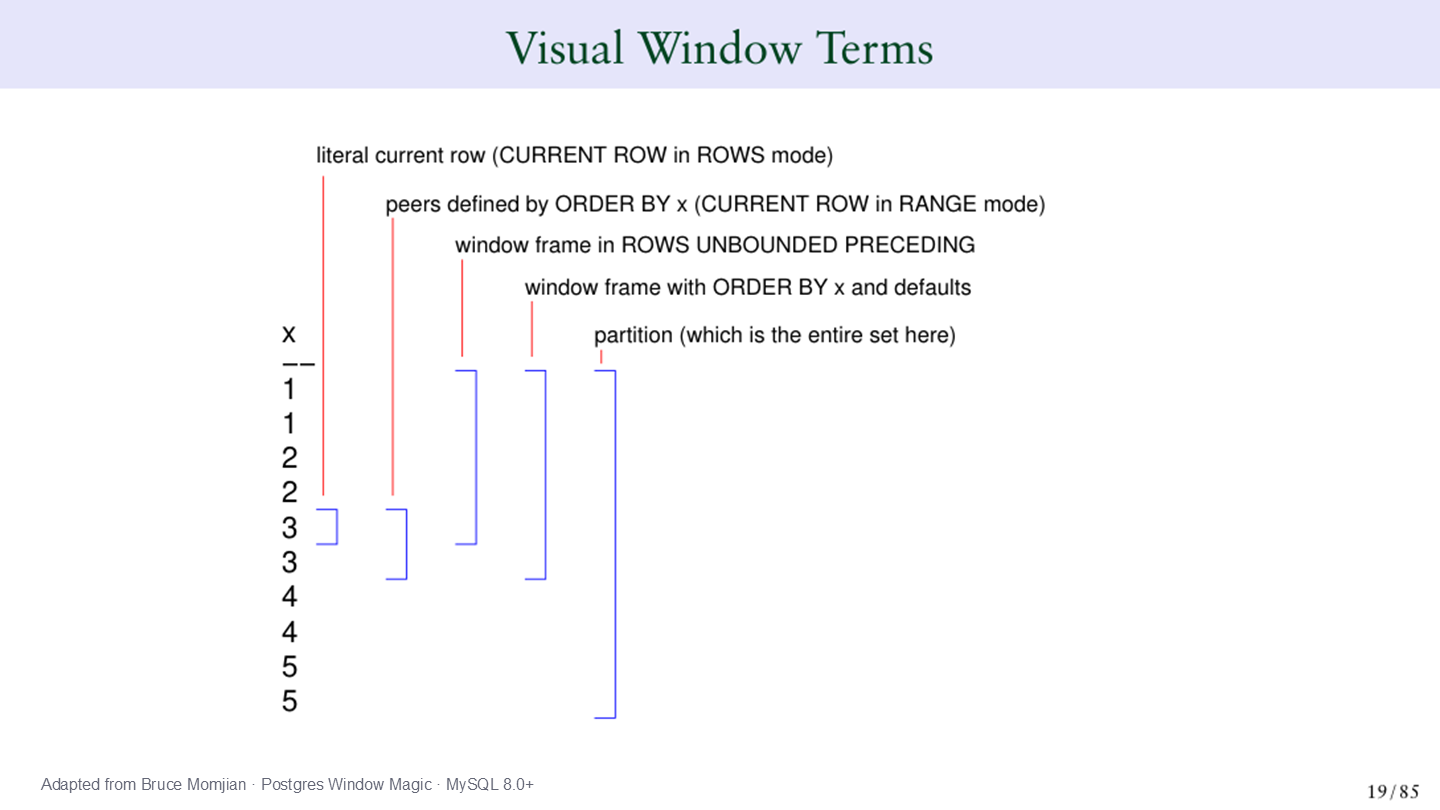 Visual Window Terms
literal current row (CURRENT ROW in ROWS mode)
peers defined by ORDER BY x (CURRENT ROW in RANGE mode)
window frame in ROWS UNBOUNDED PRECEDING
window frame with ORDER BY x and defaults
partition (which is the entire set here)
x
--
1
1
2
2
3
3
4
4
5
5
Adapted from Bruce Momjian · Postgres Window Magic · MySQL 8.0+
19/85